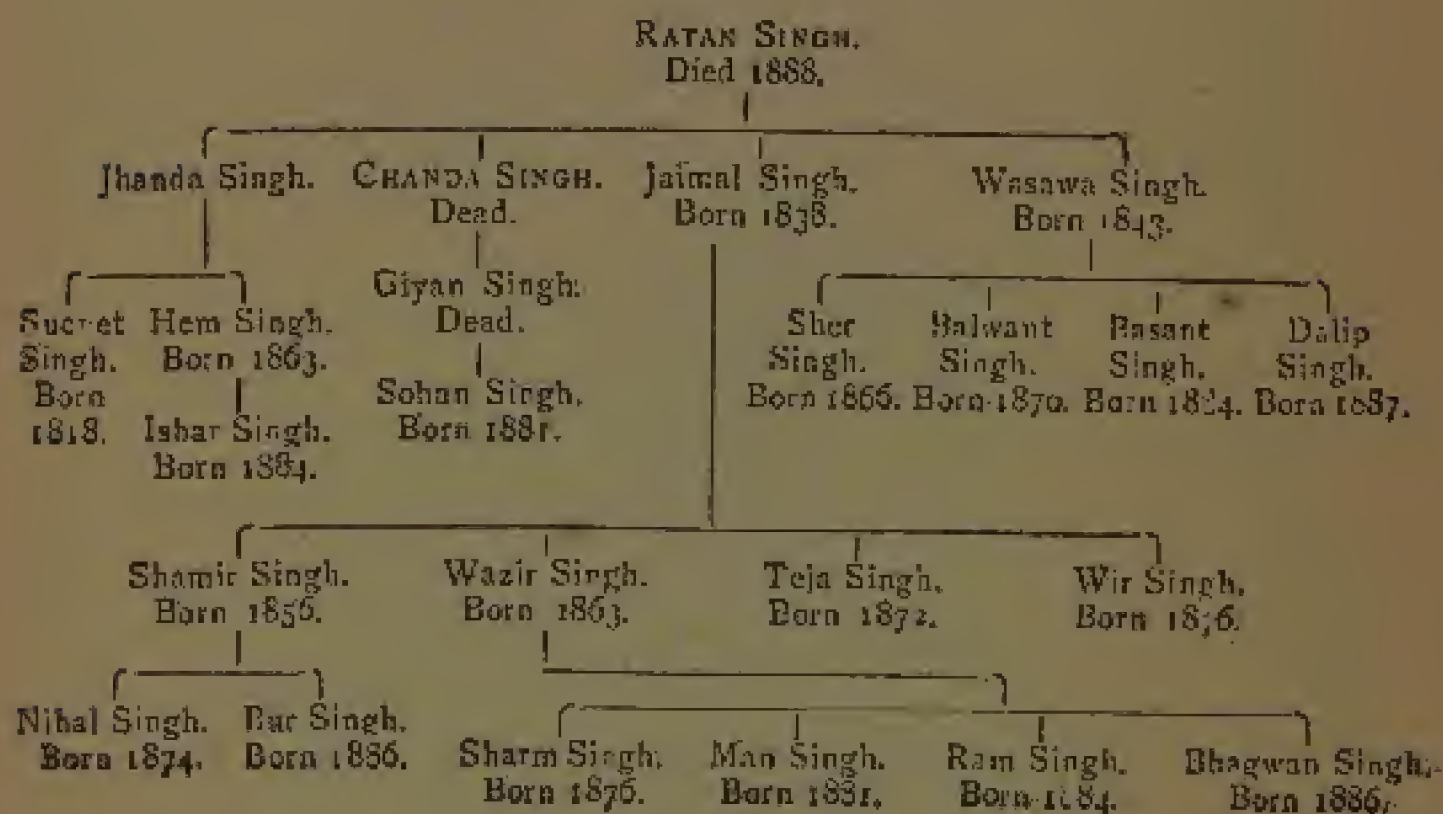 RATAN SINGH.
Died 1888.
Jhanda Singh. CHANDA SINGH. Jaimal Singh. Wasawa Singh.
Dead. Born 1838. Born 1843.
Giyan Singh.
Dead.
Suchet Hem Singh.
Singh. Born 1863.
Born
1818. Ishar Singh.
Born 1884.
Sohan Singh.
Born 1881.
Sher Balwant Basant Dalip
Singh. Singh. Singh. Singh.
Born 1866. Born 1870. Born 1884. Born 1887.
Shamir Singh. Wazir Singh. Teja Singh. Wir Singh.
Born 1856. Born 1863. Born 1872. Born 1876.
Nihal Singh. Singh.
Born 1874. Born 1886.
Sharm Singh. Man Singh. Ram Singh. Bhagwan Singh.
Born 1876. Born 1881. Born 1884. Born 1886.